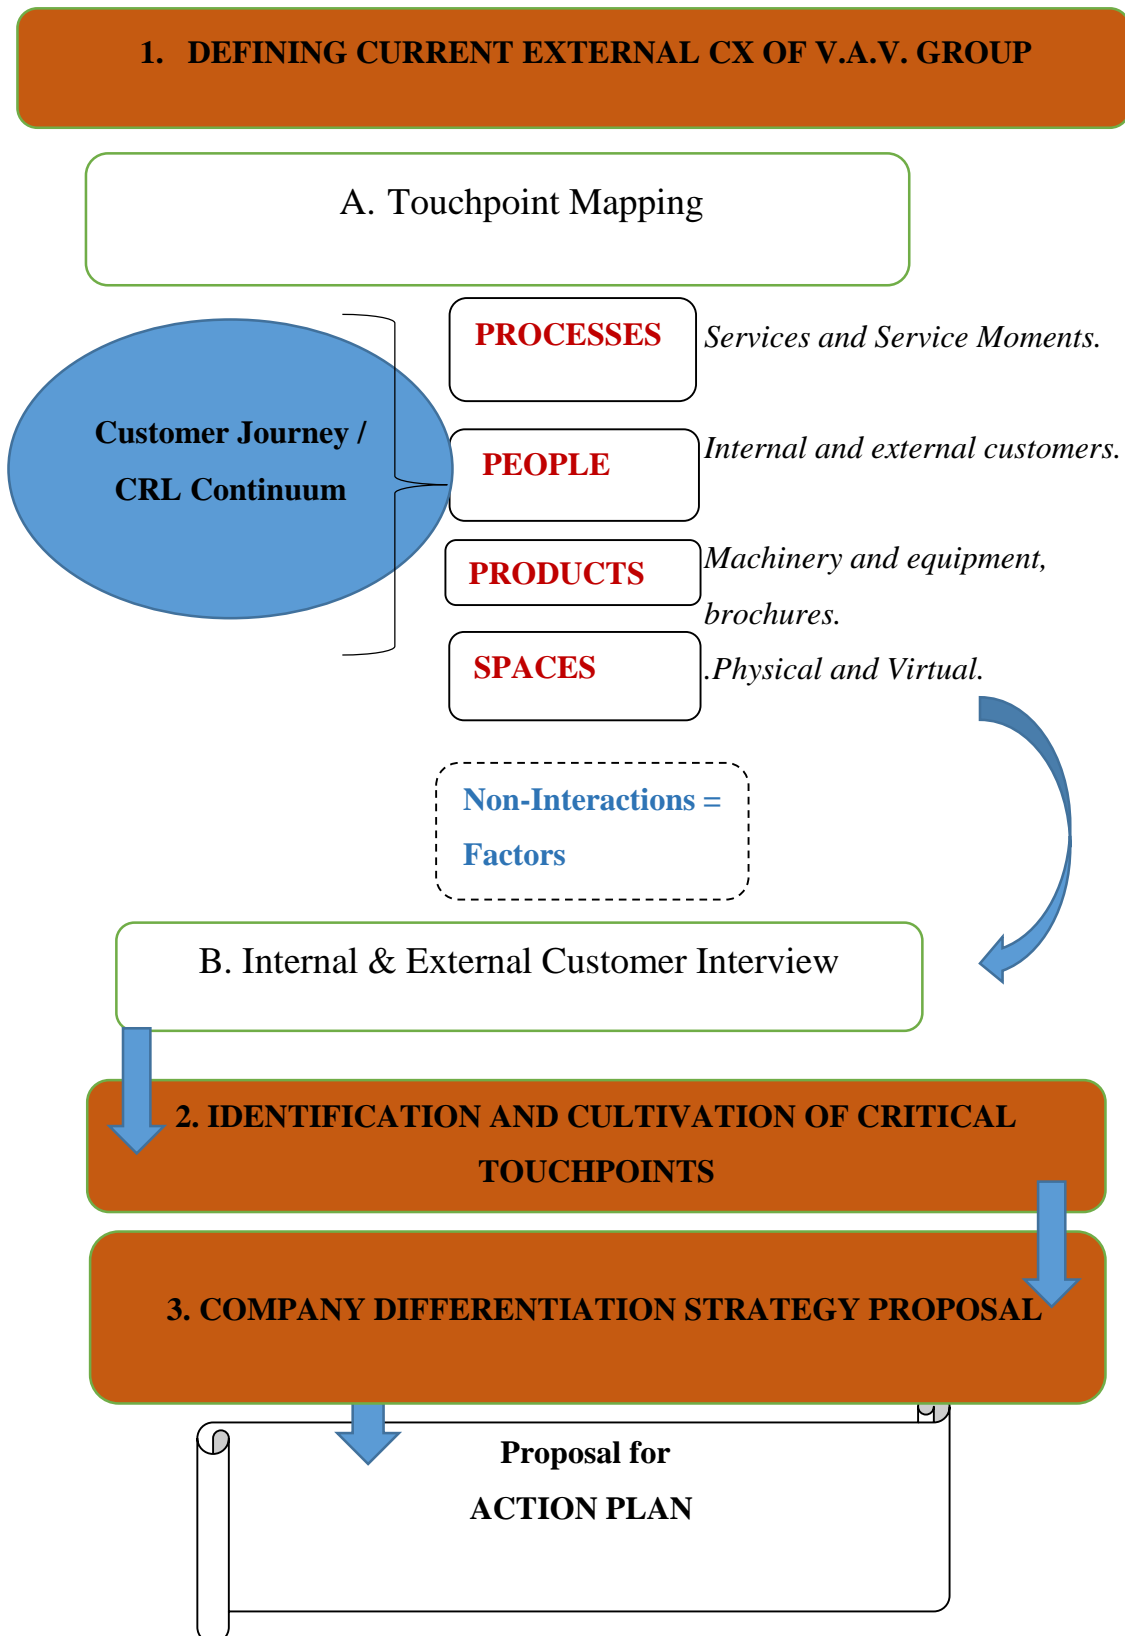 1. DEFINING CURRENT EXTERNAL CX OF V.A.V. GROUP
A. Touchpoint Mapping
Customer Journey /
CRL Continuum
PROCESSES
Services and Service Moments.
PEOPLE
Internal and external customers.
PRODUCTS
Machinery and equipment,
brochures.
SPACES
.Physical and Virtual.
Non-Interactions =
Factors
B. Internal & External Customer Interview
2. IDENTIFICATION AND CULTIVATION OF CRITICAL
TOUCHPOINTS
3. COMPANY DIFFERENTIATION STRATEGY PROPOSAL
Proposal for
ACTION PLAN